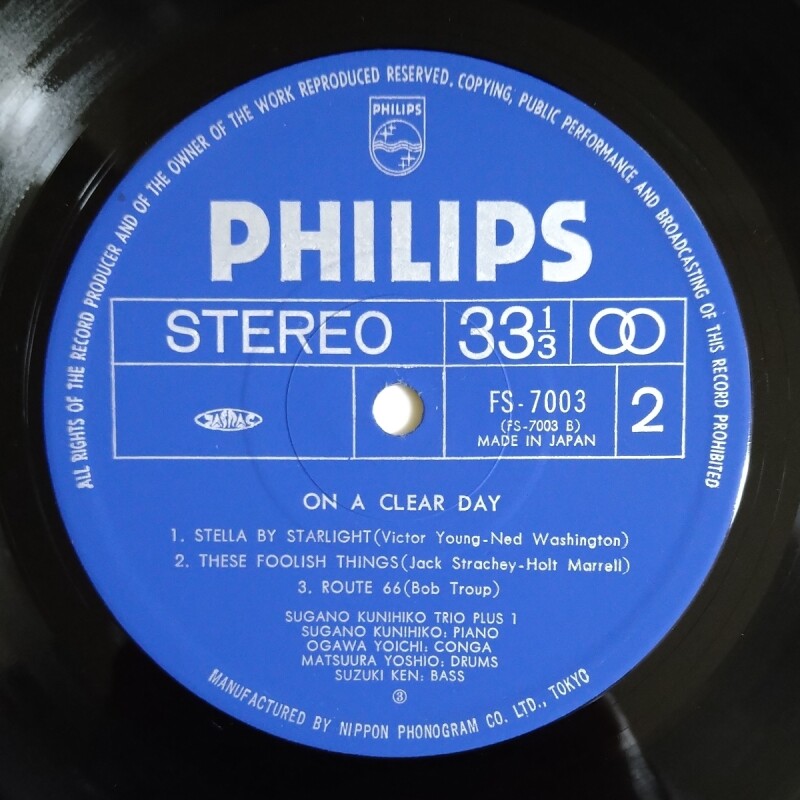 ALL RIGHTS OF THE RECORD PRODUCER AND OF THE OWNER OF THE WORK REPRODUCED RESERVED. COPYING, PUBLIC PERFORMANCE AND BROADCASTING OF THIS RECORD PROHIBITED
PHILIPS
PHILIPS
STEREO 33 1/3
JASRAC
FS-7003 2
(FS-7003 B)
MADE IN JAPAN
ON A CLEAR DAY
1. STELLA BY STARLIGHT(Victor Young-Ned Washington)
2. THESE FOOLISH THINGS(Jack Strachey-Holt Marrell)
3. ROUTE 66(Bob Troup)
SUGANO KUNIHIKO TRIO PLUS 1
SUGANO KUNIHIKO: PIANO
OGAWA YOICHI: CONGA
MATSUURA YOSHIO: DRUMS
SUZUKI KEN: BASS
③
MANUFACTURED BY NIPPON PHONOGRAM CO. LTD., TOKYO